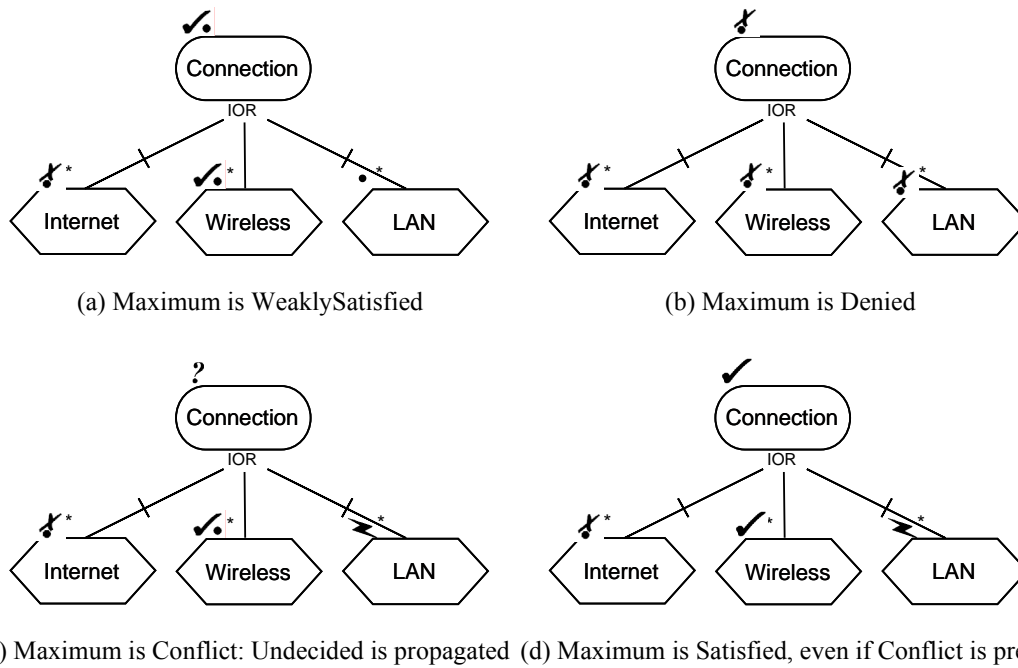 Connection
IOR
* * *
Internet Wireless LAN
(a) Maximum is WeaklySatisfied
Connection
IOR
* * *
Internet Wireless LAN
(b) Maximum is Denied
?
Connection
IOR
* * *
Internet Wireless LAN
) Maximum is Conflict: Undecided is propagated
Connection
IOR
* * *
Internet Wireless LAN
(d) Maximum is Satisfied, even if Conflict is pre